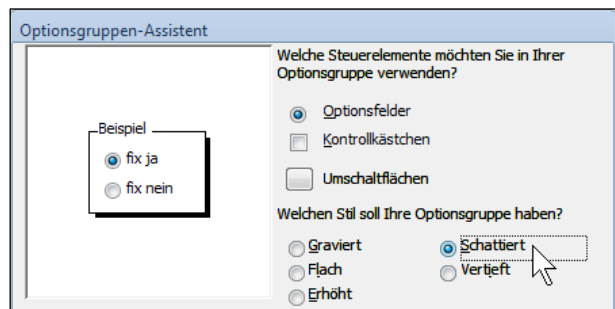 Optionsgruppen-Assistent
Welche Steuerelemente möchten Sie in Ihrer
Optionsgruppe verwenden?
Optionsfelder
Kontrollkästchen
Umschaltflächen
Beispiel
fix ja
fix nein
Welchen Stil soll Ihre Optionsgruppe haben?
Graviert
Schattiert
Flach
Vertieft
Erhöht